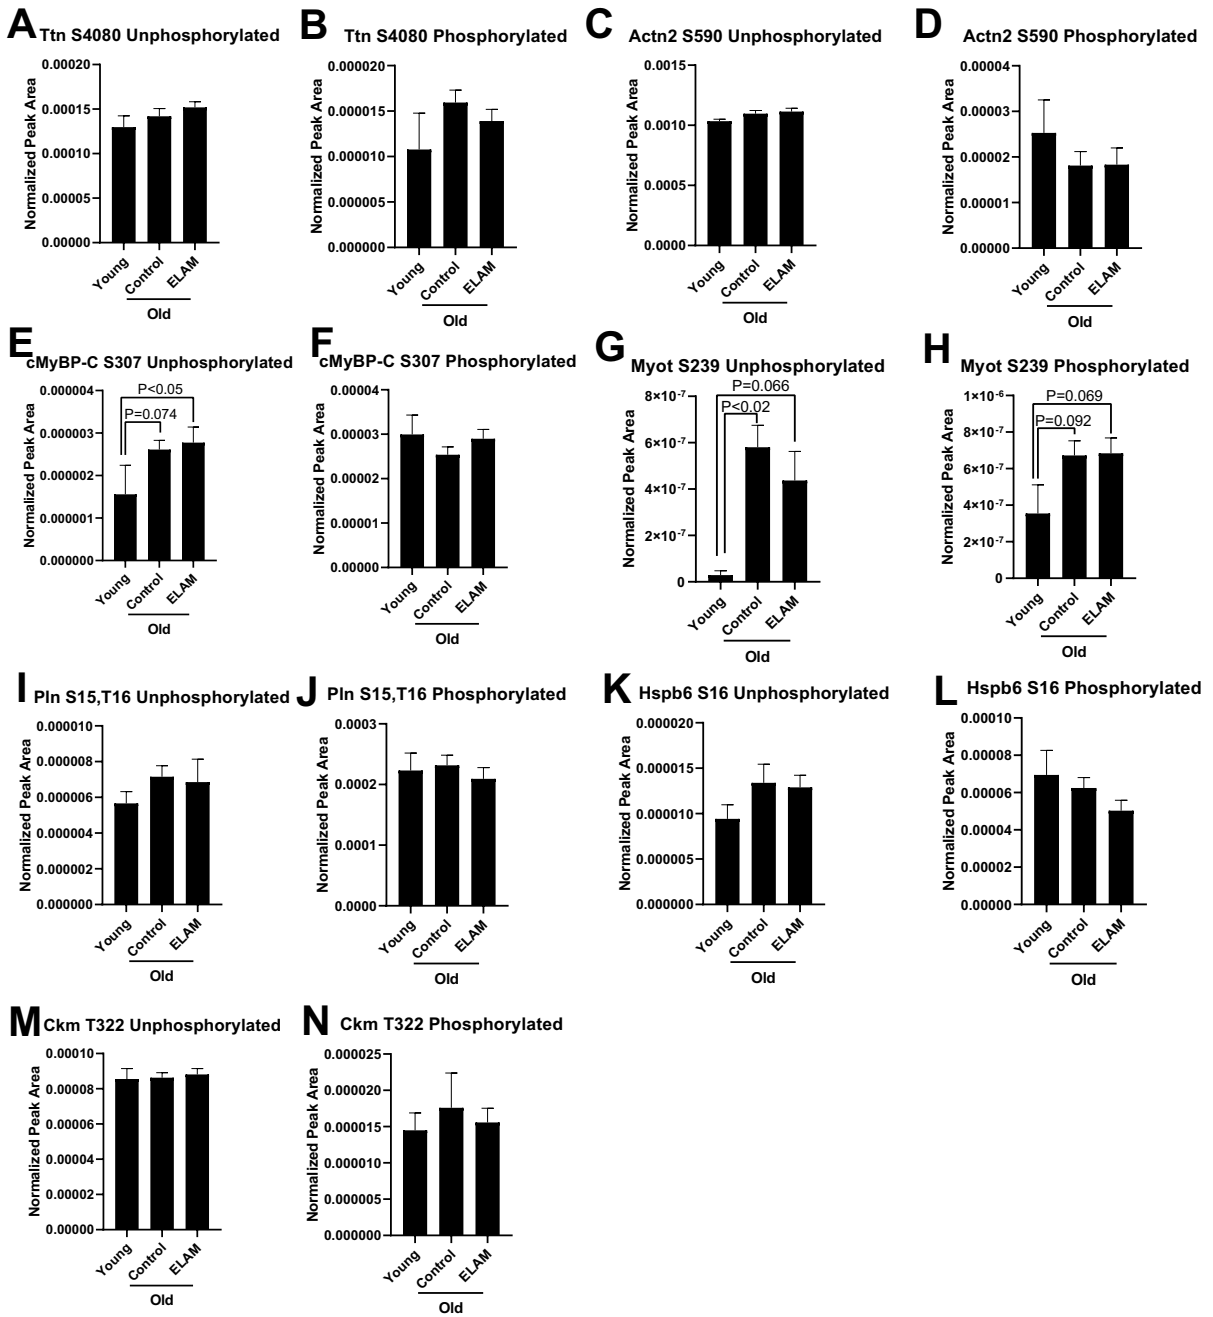 A Ttn S4080 Unphosphorylated
Normalized Peak Area
0.00020
0.00015
0.00010
0.00005
0.00000
Young
Control
ELAM
Old
B Ttn S4080 Phosphorylated
Normalized Peak Area
0.000020
0.000015
0.000010
0.000005
0.000000
Young
Control
ELAM
Old
C Actn2 S590 Unphosphorylated
Normalized Peak Area
0.0015
0.0010
0.0005
0.0000
Young
Control
ELAM
Old
D Actn2 S590 Phosphorylated
Normalized Peak Area
0.00004
0.00003
0.00002
0.00001
0.00000
Young
Control
ELAM
Old
E cMyBP-C S307 Unphosphorylated
Normalized Peak Area
0.000004
0.000003
0.000002
0.000001
0.000000
P<0.05
P=0.074
Young
Control
ELAM
Old
F cMyBP-C S307 Phosphorylated
Normalized Peak Area
0.00004
0.00003
0.00002
0.00001
0.00000
Young
Control
ELAM
Old
G Myot S239 Unphosphorylated
Normalized Peak Area
8×10⁻⁷
6×10⁻⁷
4×10⁻⁷
2×10⁻⁷
0
P=0.066
P<0.02
Young
Control
ELAM
Old
H Myot S239 Phosphorylated
Normalized Peak Area
1×10⁻⁶
8×10⁻⁷
6×10⁻⁷
4×10⁻⁷
2×10⁻⁷
0
P=0.069
P=0.092
Young
Control
ELAM
Old
I Pln S15,T16 Unphosphorylated
Normalized Peak Area
0.000010
0.000008
0.000006
0.000004
0.000002
0.000000
Young
Control
ELAM
Old
J Pln S15,T16 Phosphorylated
Normalized Peak Area
0.0003
0.0002
0.0001
0.0000
Young
Control
ELAM
Old
K Hspb6 S16 Unphosphorylated
Normalized Peak Area
0.000020
0.000015
0.000010
0.000005
0.000000
Young
Control
ELAM
Old
L Hspb6 S16 Phosphorylated
Normalized Peak Area
0.00010
0.00008
0.00006
0.00004
0.00002
0.00000
Young
Control
ELAM
Old
M Ckm T322 Unphosphorylated
Normalized Peak Area
0.00010
0.00008
0.00006
0.00004
0.00002
0.00000
Young
Control
ELAM
Old
N Ckm T322 Phosphorylated
Normalized Peak Area
0.000025
0.000020
0.000015
0.000010
0.000005
0.000000
Young
Control
ELAM
Old